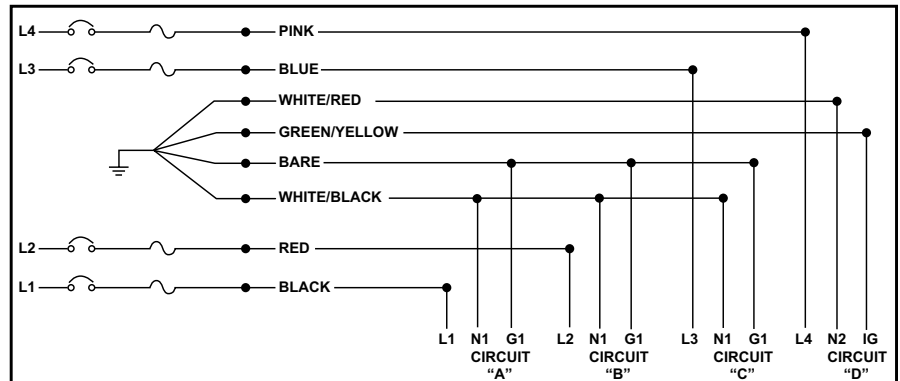 L4 PINK
L3 BLUE
WHITE/RED
GREEN/YELLOW
BARE
WHITE/BLACK
L2 RED
L1 BLACK
L1 N1 G1 L2 N1 G1 L3 N1 G1 L4 N2 IG
CIRCUIT CIRCUIT CIRCUIT CIRCUIT
“A” “B” “C” “D”